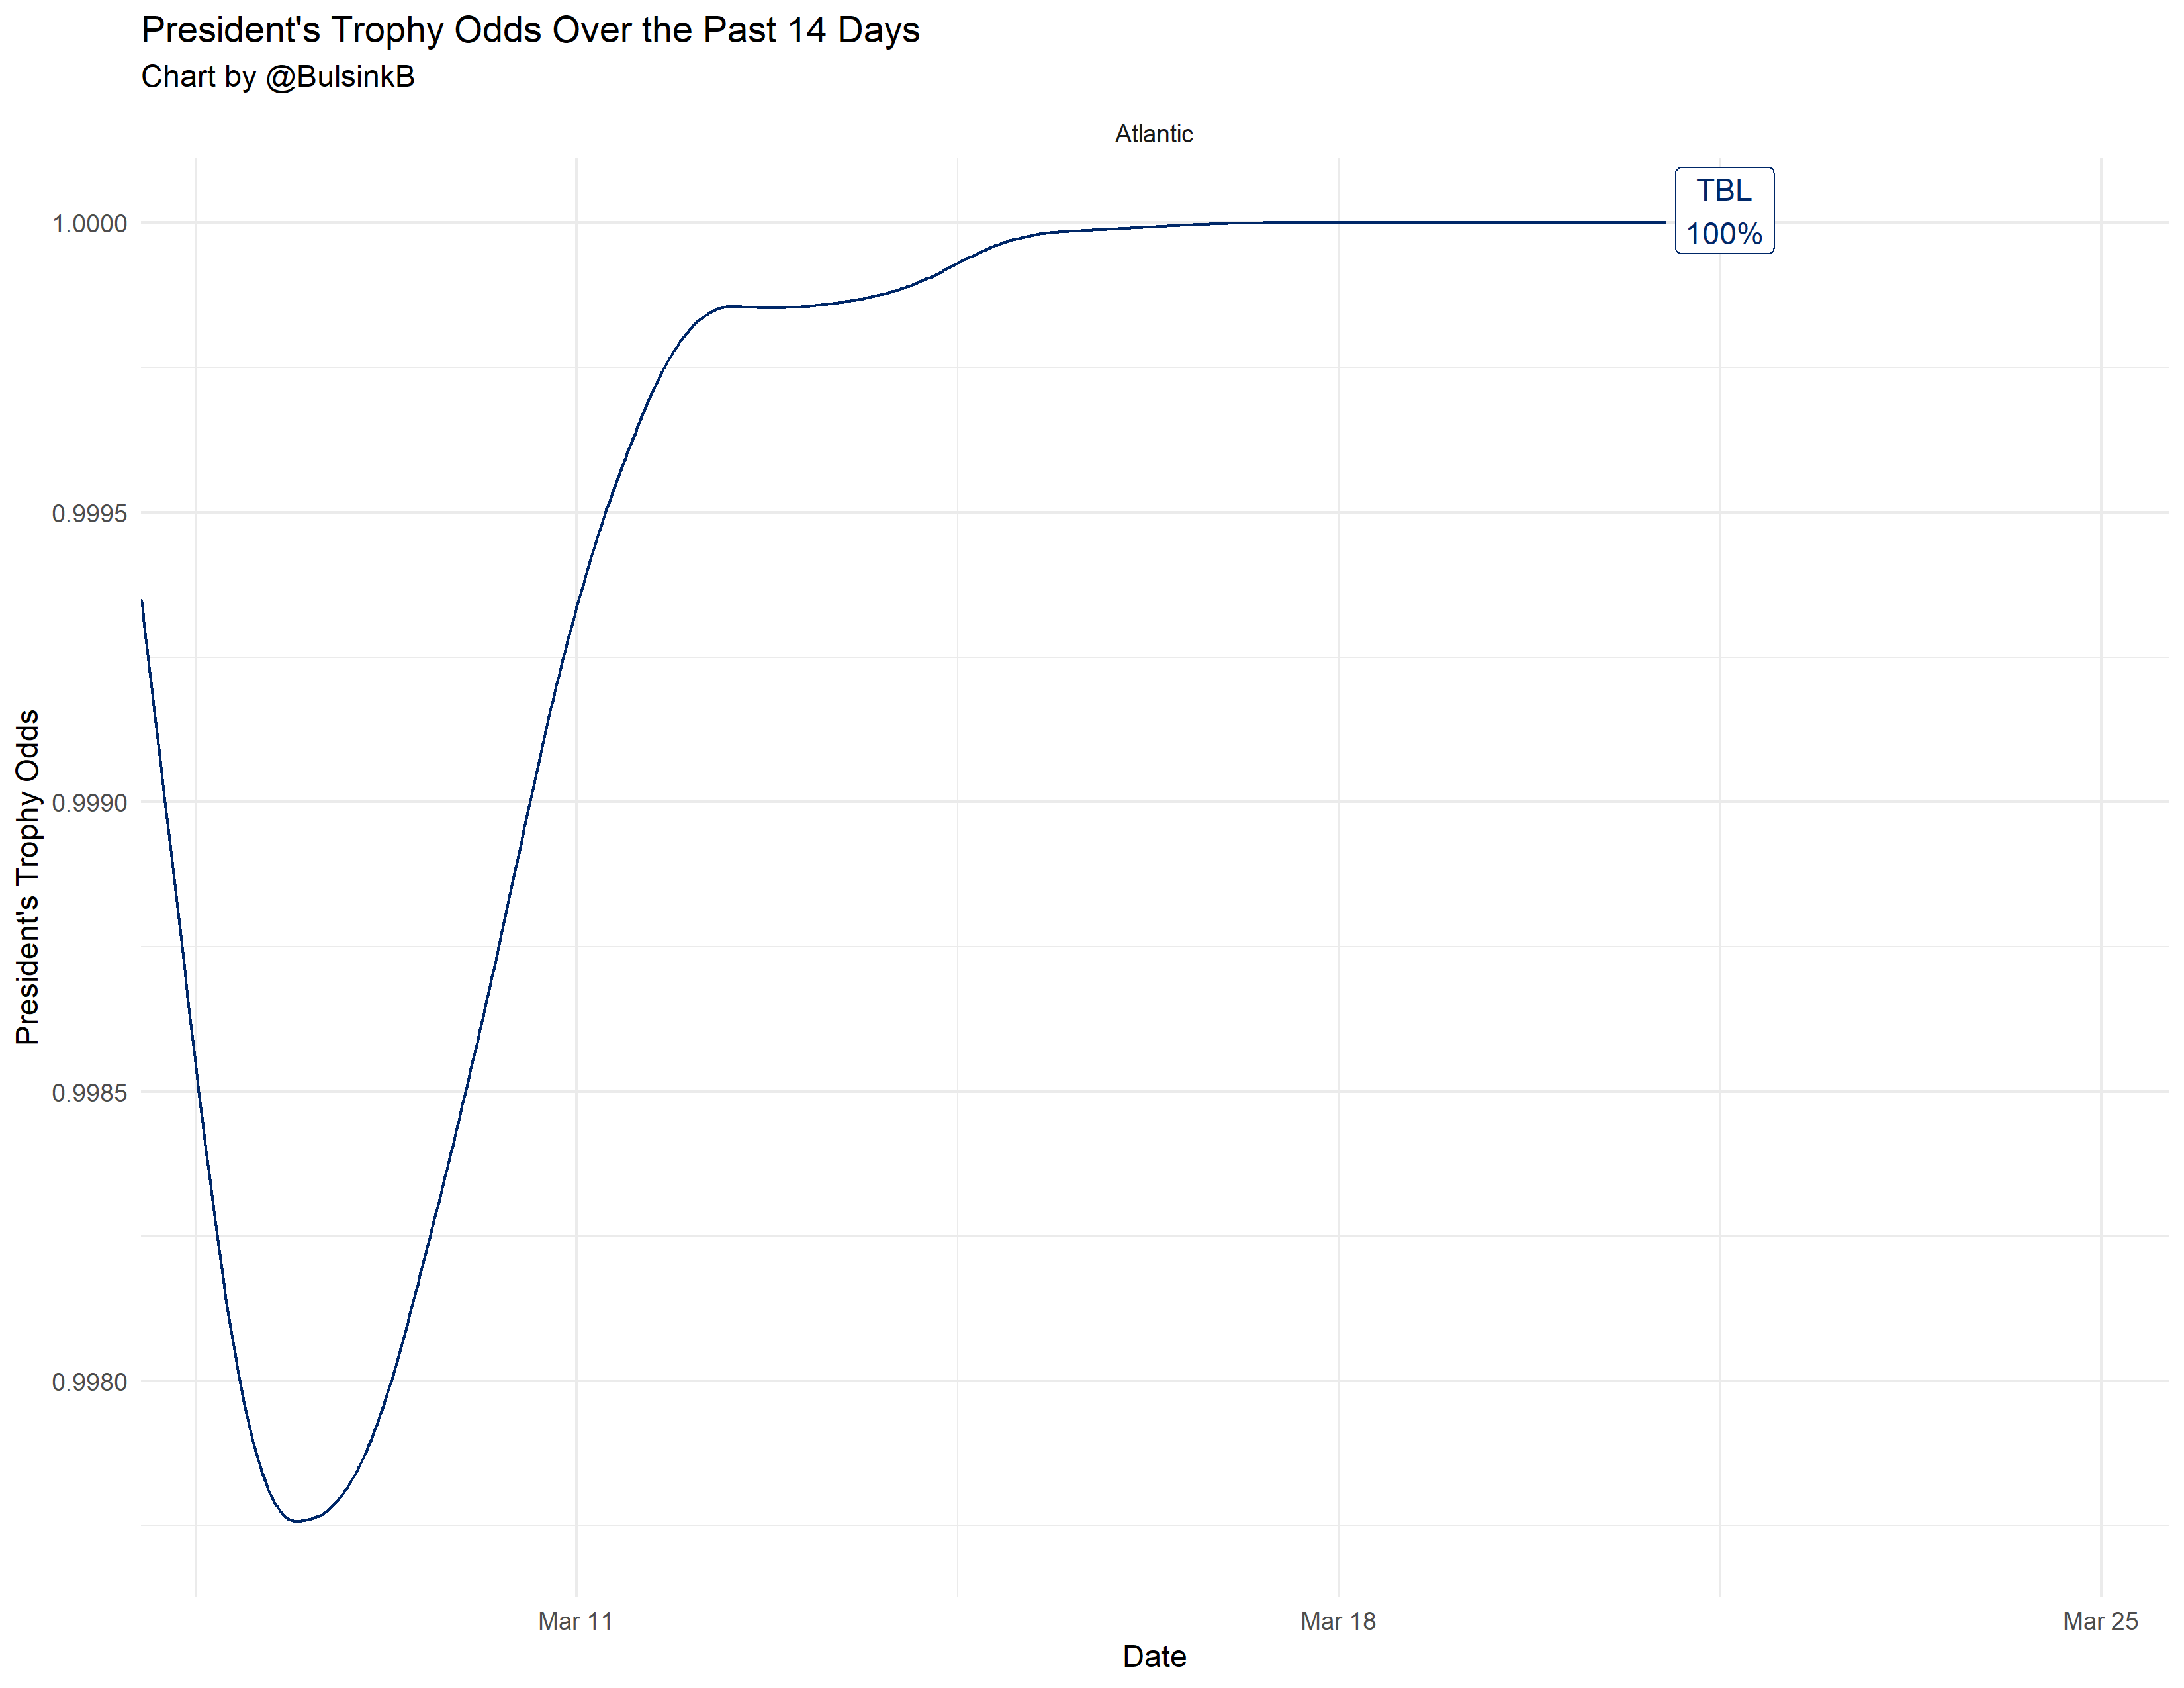 President's Trophy Odds Over the Past 14 Days
Chart by @BulsinkB
Atlantic
TBL
100%
1.0000
0.9995
0.9990
0.9985
0.9980
President's Trophy Odds
Mar 11
Mar 18
Mar 25
Date